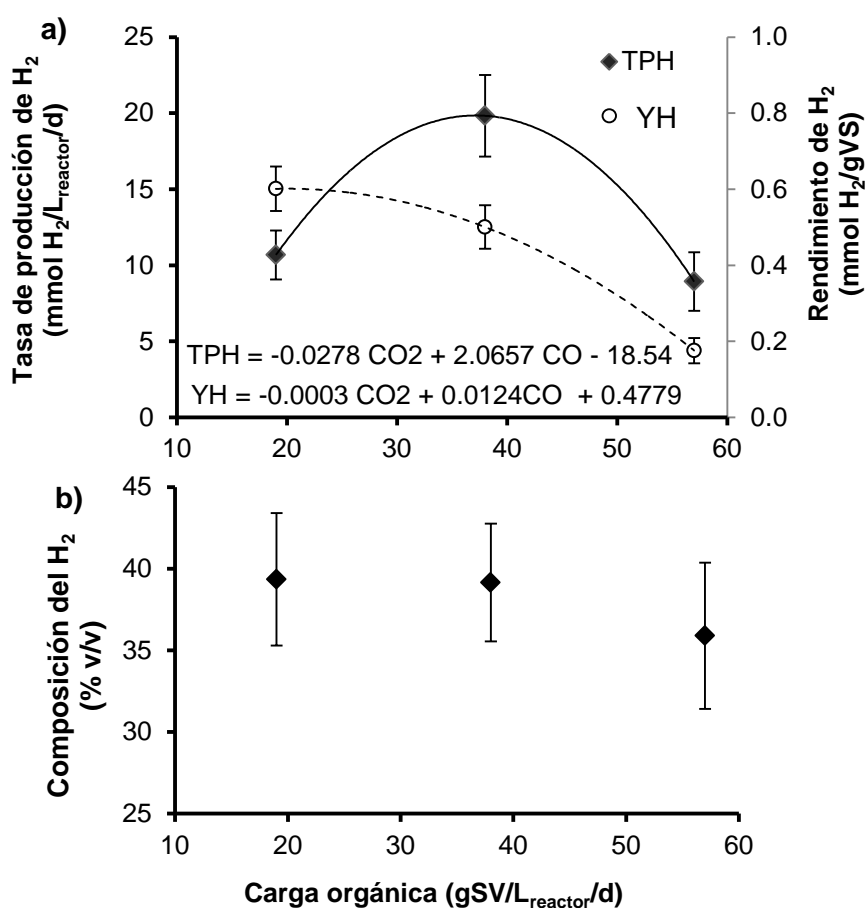 a)
Tasa de producción de H2
(mmol H2/Lreactor/d)
25
20
15
10
5
0
TPH
YH
TPH = -0.0278 CO2 + 2.0657 CO - 18.54
YH = -0.0003 CO2 + 0.0124CO + 0.4779
1.0
0.8
0.6
0.4
0.2
0.0
Rendimiento de H2
(mmol H2/gVS)
10 20 30 40 50 60
b)
Composición del H2
(% v/v)
45
40
35
30
25
10 20 30 40 50 60
Carga orgánica (gSV/Lreactor/d)